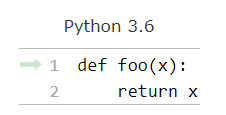 Python 3.6
1 def foo(x):
2     return x